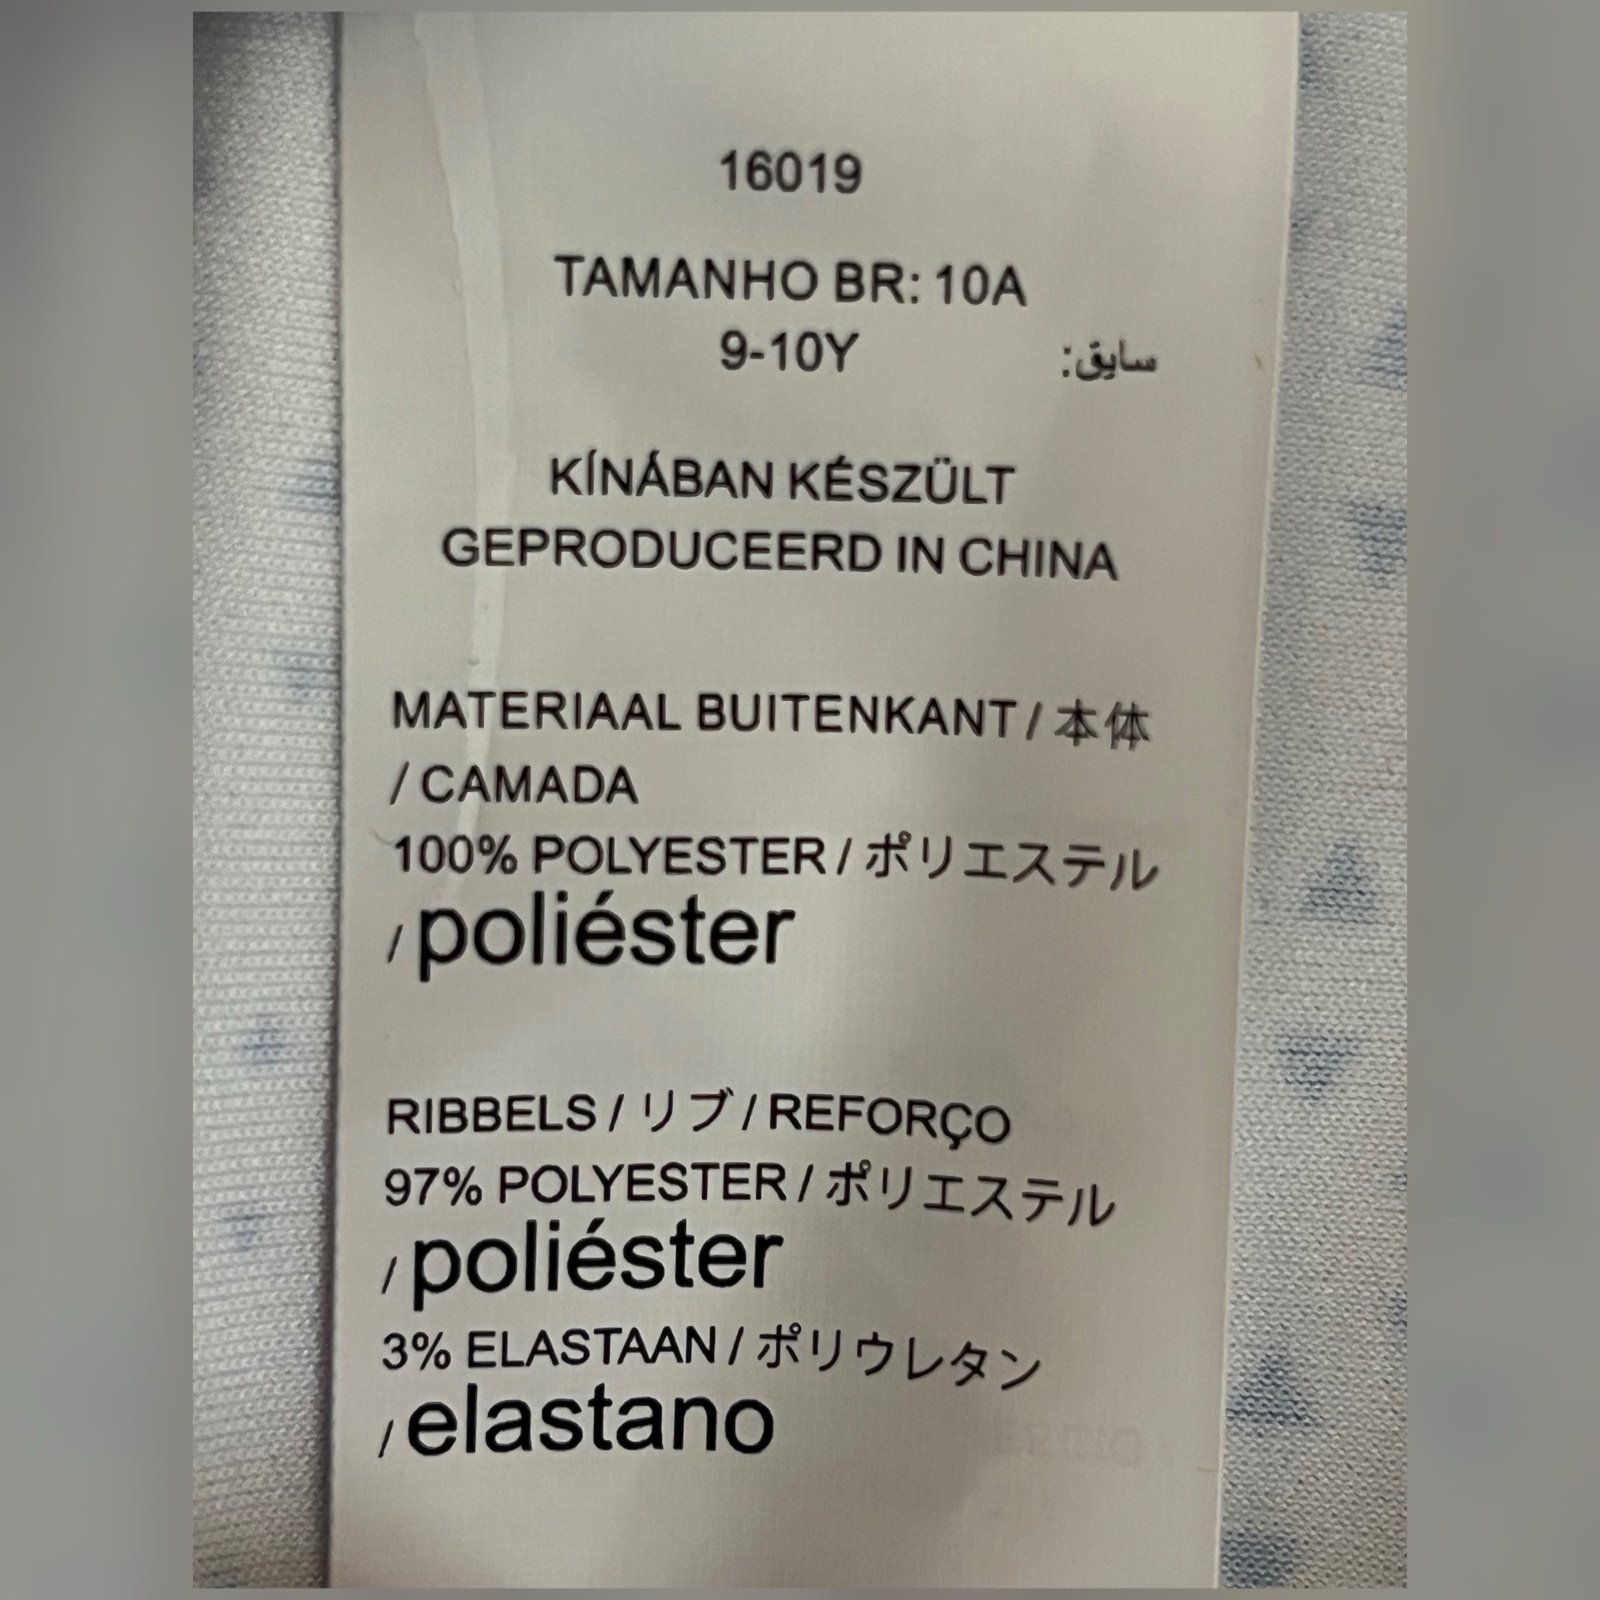 16019
TAMANHO BR: 10A
9-10Y سايق:
KÍNÁBAN KÉSZÜLT
GEPRODUCEERD IN CHINA
MATERIAAL BUITENKANT / 本体
/ CAMADA
100% POLYESTER / ポリエステル
/ poliéster
RIBBELS / リブ / REFORÇO
97% POLYESTER / ポリエステル
/ poliéster
3% ELASTAAN / ポリウレタン
/ elastano